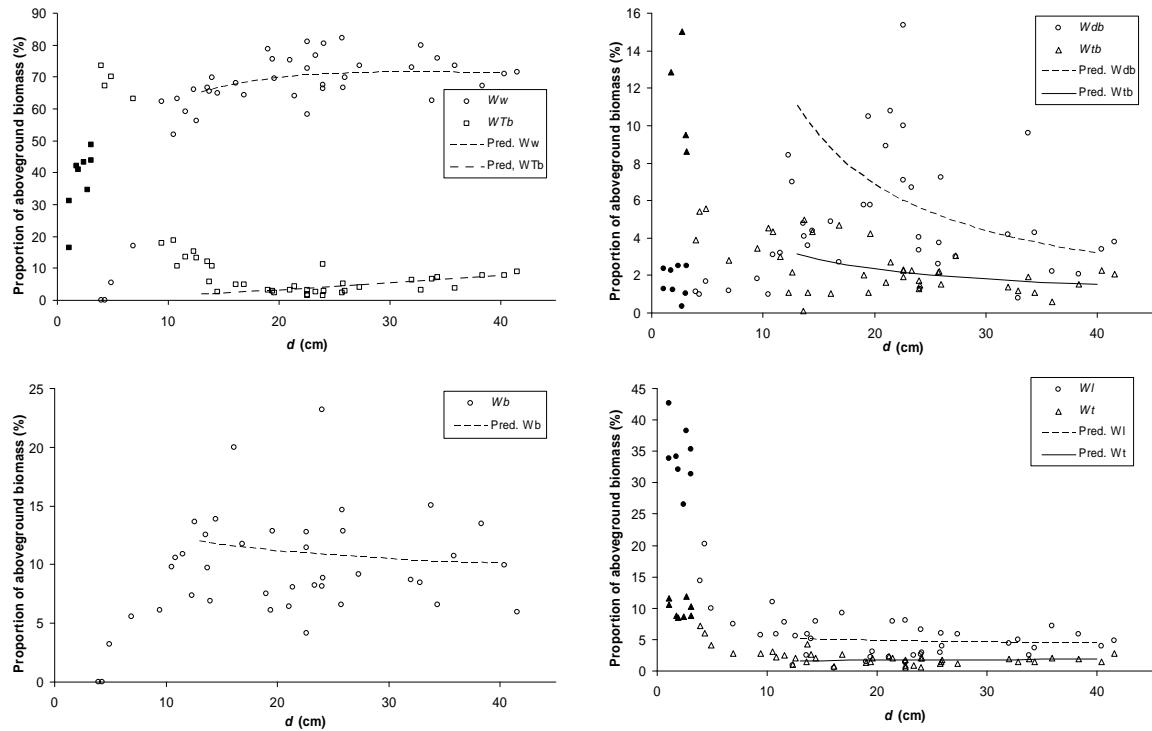 Proportion of aboveground biomass (%)
90
80
70
60
50
40
30
20
10
0
0 10 20 30 40 50
d (cm)
Ww
WTb
Pred. Ww
Pred, WTb
Proportion of aboveground biomass (%)
16
14
12
10
8
6
4
2
0
0 10 20 30 40
d (cm)
Wdb
Wtb
Pred. Wdb
Pred. Wtb
Proportion of aboveground biomass (%)
25
20
15
10
5
0
0 10 20 30 40
d (cm)
Wb
Pred. Wb
Proportion of aboveground biomass (%)
45
40
35
30
25
20
15
10
5
0
0 10 20 30 40
d (cm)
Wl
Wt
Pred. Wl
Pred. Wt